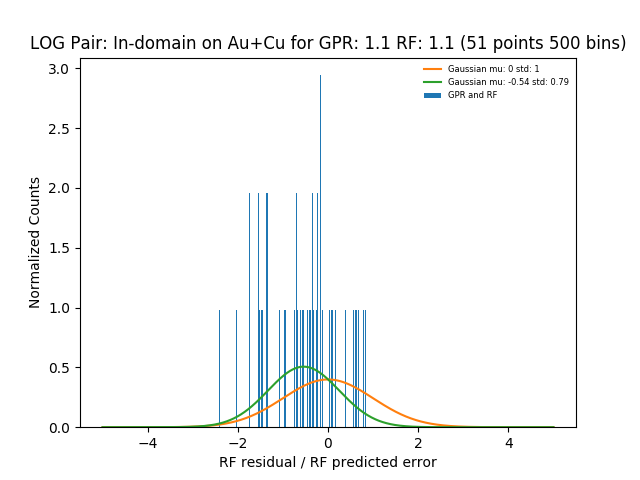 LOG Pair: In-domain on Au+Cu for GPR: 1.1 RF: 1.1 (51 points 500 bins)
Gaussian mu: 0 std: 1
Gaussian mu: -0.54 std: 0.79
GPR and RF
Normalized Counts
3.0
2.5
2.0
1.5
1.0
0.5
0.0
−4 −2 0 2 4
RF residual / RF predicted error